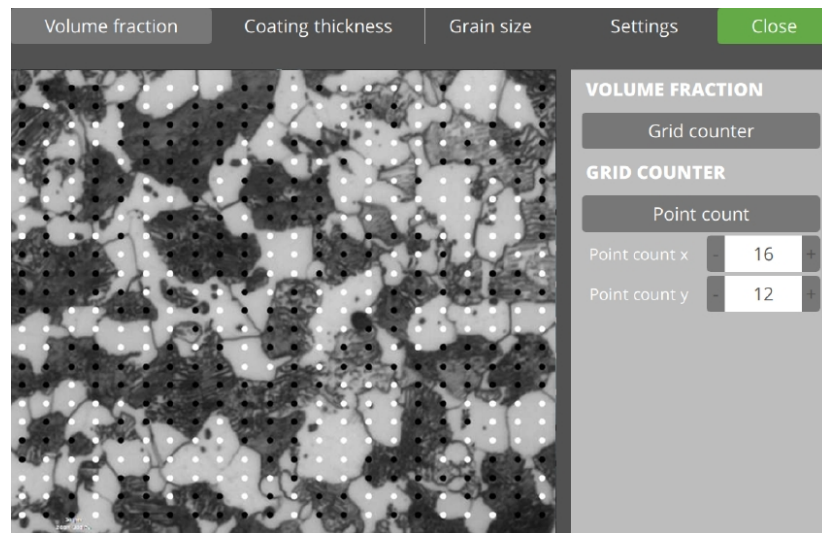 Volume fraction Coating thickness Grain size Settings Close
VOLUME FRACTION
Grid counter
GRID COUNTER
Point count
Point count x - 16 +
Point count y - 12 +